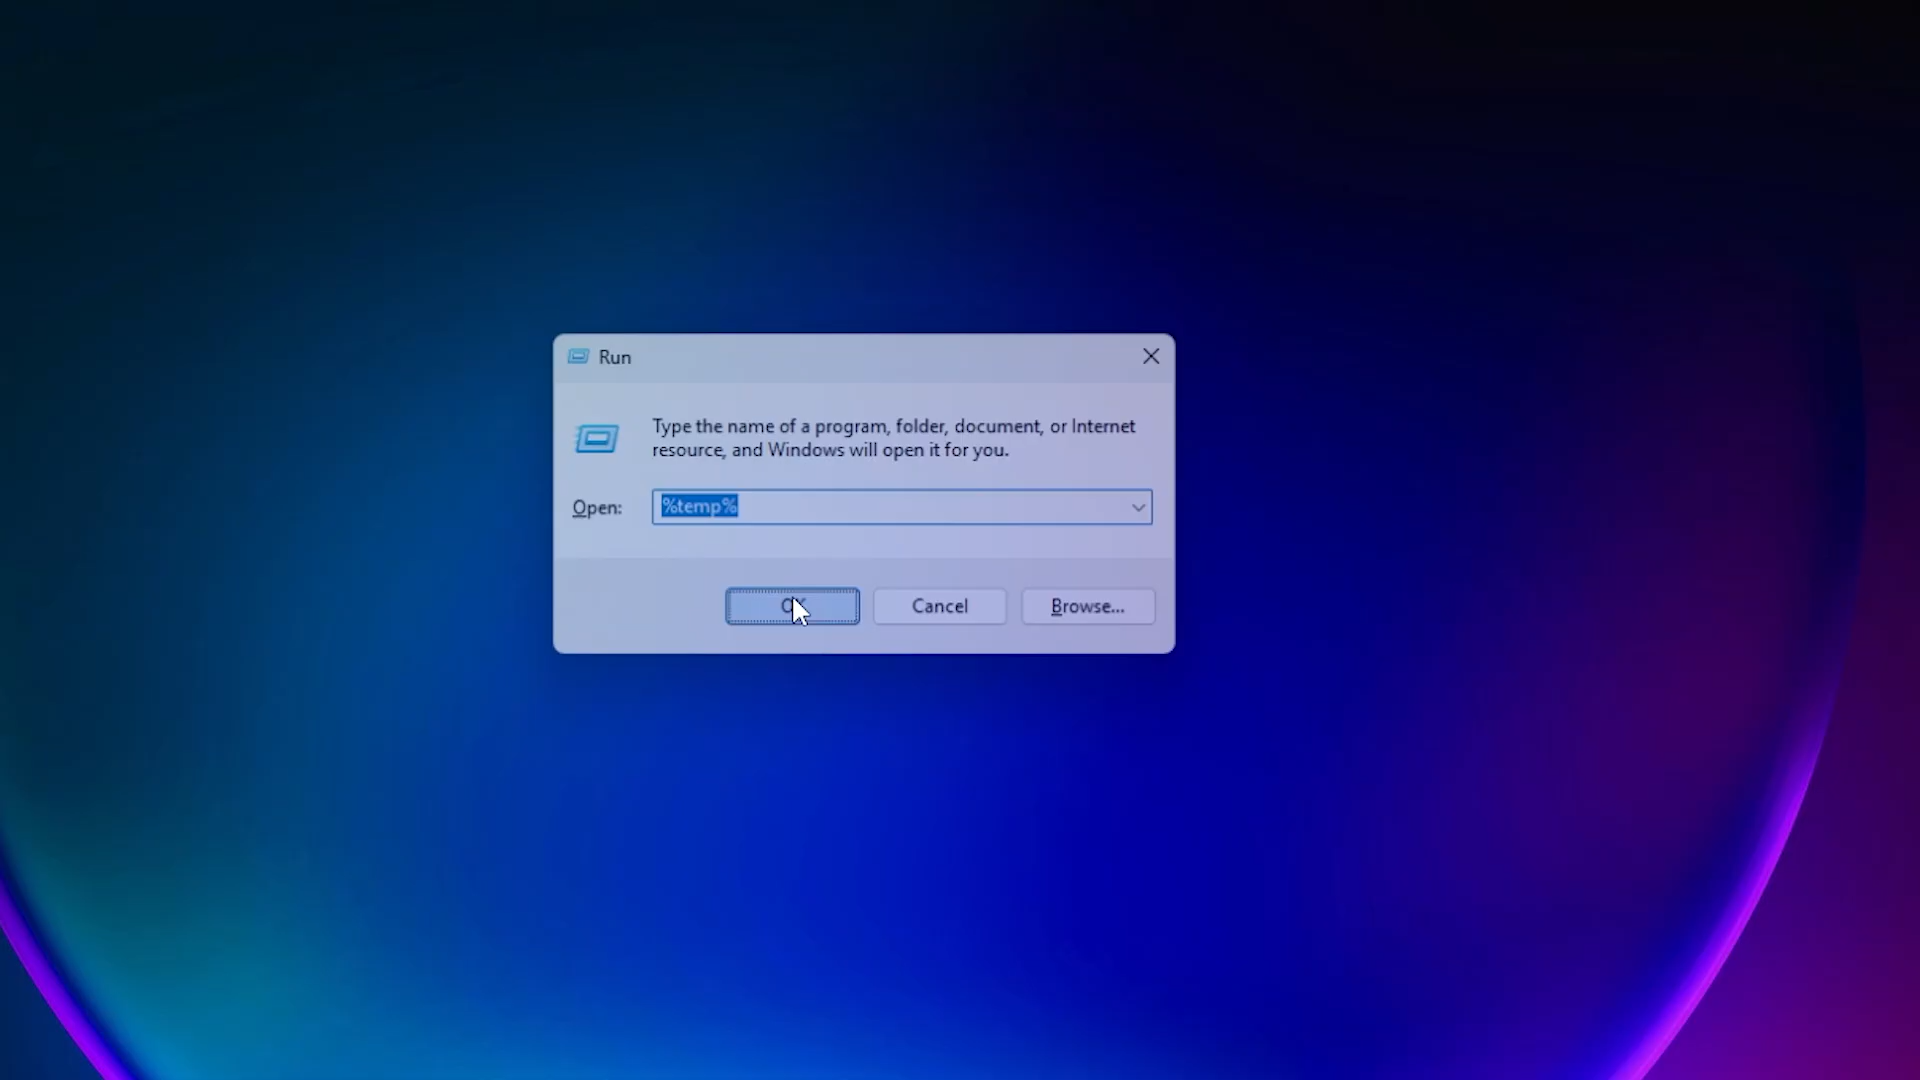 Run
Type the name of a program, folder, document, or Internet
resource, and Windows will open it for you.
Open:
%temp%
OK
Cancel
Browse...